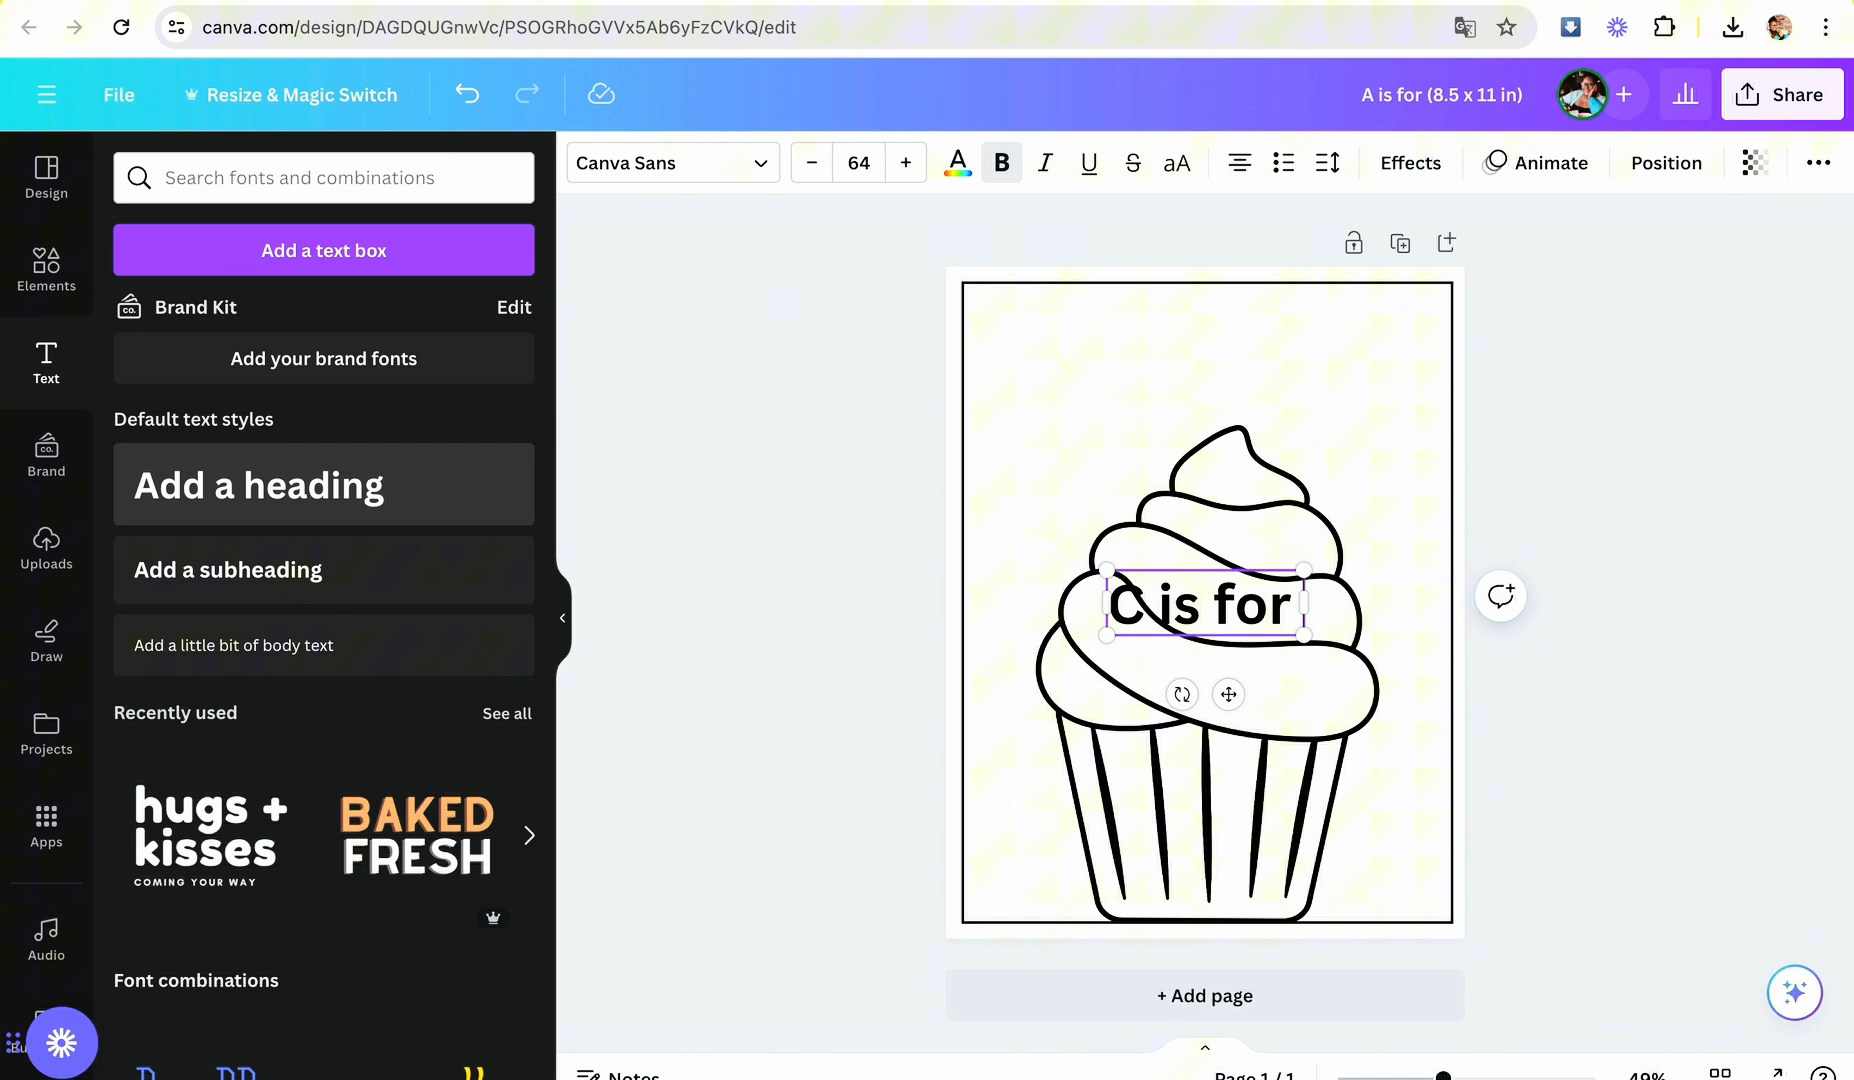 canva.com/design/DAGDQUGnwVc/PSOGRhoGVVx5Ab6yFzCVkQ/edit
File
Resize & Magic Switch
A is for (8.5 x 11 in)
Share
Canva Sans
64
A
B
I
U
S
aA
Effects
Animate
Position
Design
Elements
Text
Brand
Uploads
Draw
Projects
Apps
Audio
Search fonts and combinations
Add a text box
Brand Kit
Edit
Add your brand fonts
Default text styles
Add a heading
Add a subheading
Add a little bit of body text
Recently used
See all
hugs +
kisses
COMING YOUR WAY
BAKED
FRESH
Font combinations
C is for
+ Add page
Notes
Page 1 / 1
49%